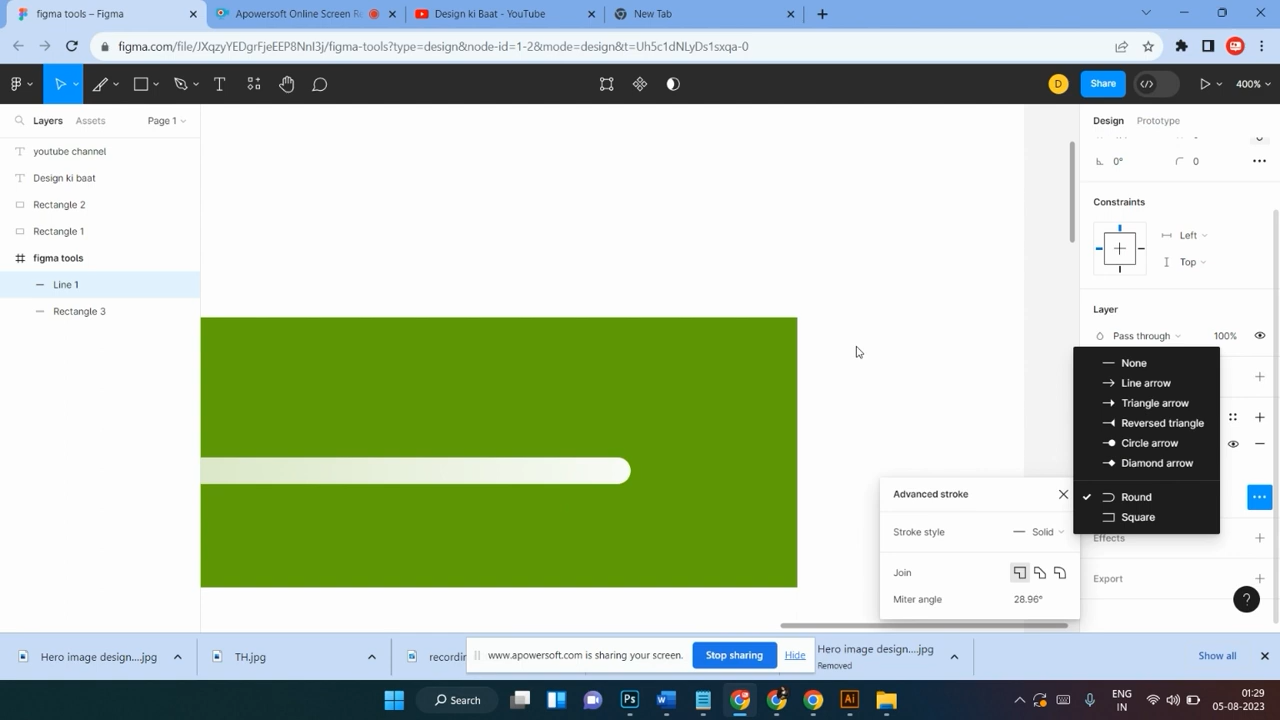 figma tools – Figma
Apowersoft Online Screen Re
Design ki Baat - YouTube
New Tab
figma.com/file/JXqzyYEDgrFjeEEP8NnI3j/figma-tools?type=design&node-id=1-2&mode=design&t=Uh5c1dNLyDs1sxqa-0
D
Share
400%
Layers
Assets
Page 1
youtube channel
Design ki baat
Rectangle 2
Rectangle 1
figma tools
Line 1
Rectangle 3
Design
Prototype
0°
0
Constraints
Left
Top
Layer
Pass through
100%
None
Line arrow
Triangle arrow
Reversed triangle
Circle arrow
Diamond arrow
Round
Square
Effects
Export
Advanced stroke
Stroke style
Solid
Join
Miter angle
28.96°
?
Hero image design....jpg
TH.jpg
www.apowersoft.com is sharing your screen.
Stop sharing
Hide
Hero image design....jpg
Removed
Show all
Search
ENG
IN
01:29
05-08-2023